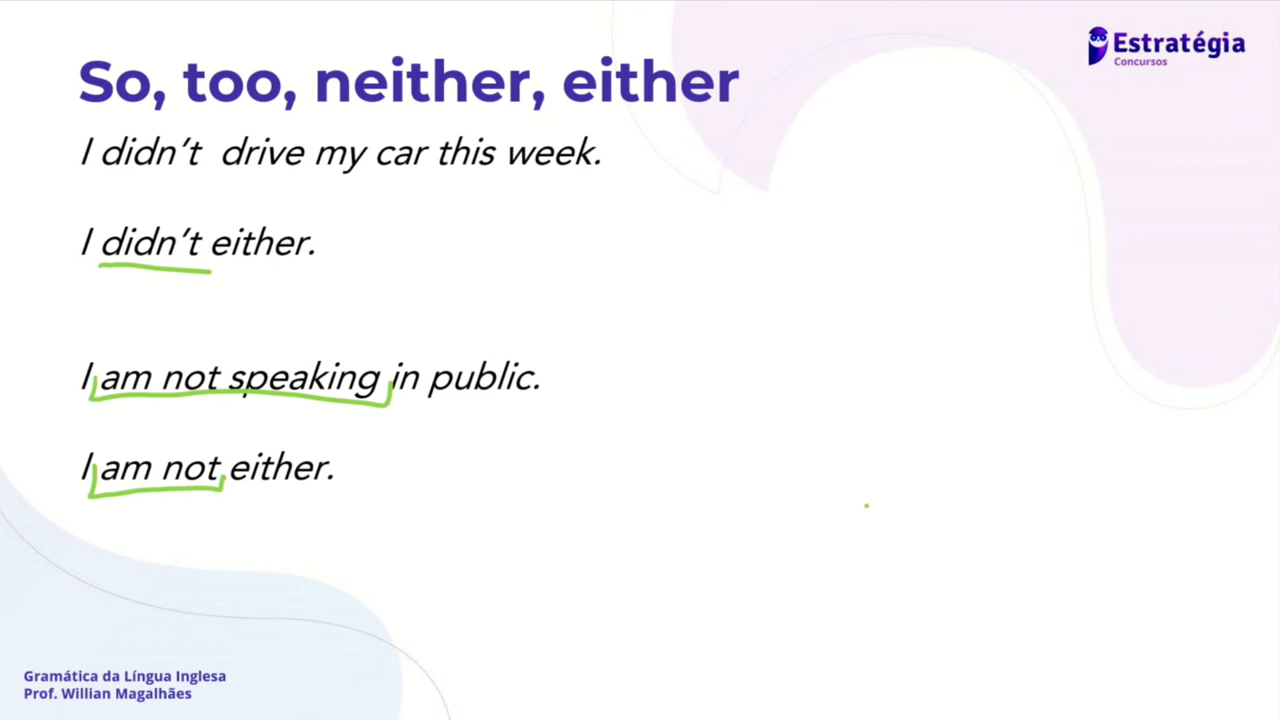 Estratégia
Concursos
So, too, neither, either
I didn't drive my car this week.
I didn't either.
I am not speaking in public.
I am not either.
Gramática da Língua Inglesa
Prof. Willian Magalhães